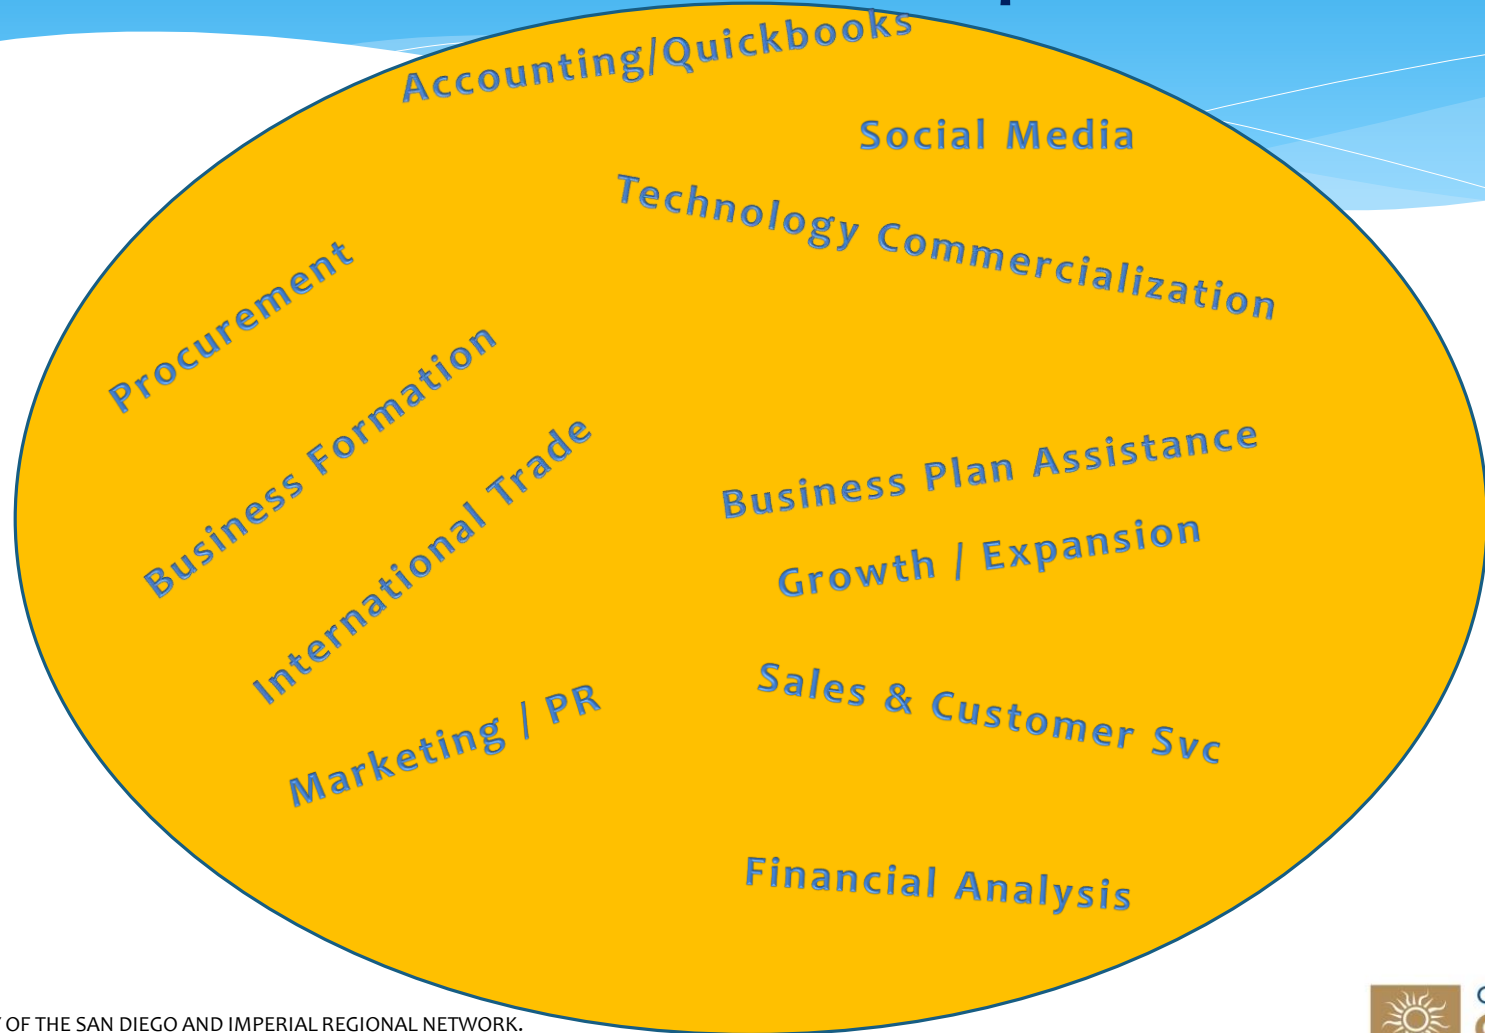 Accounting/Quickbooks
Social Media
Technology Commercialization
Procurement
Business Formation
International Trade
Business Plan Assistance
Growth / Expansion
Marketing / PR
Sales & Customer Svc
Financial Analysis
OF THE SAN DIEGO AND IMPERIAL REGIONAL NETWORK.